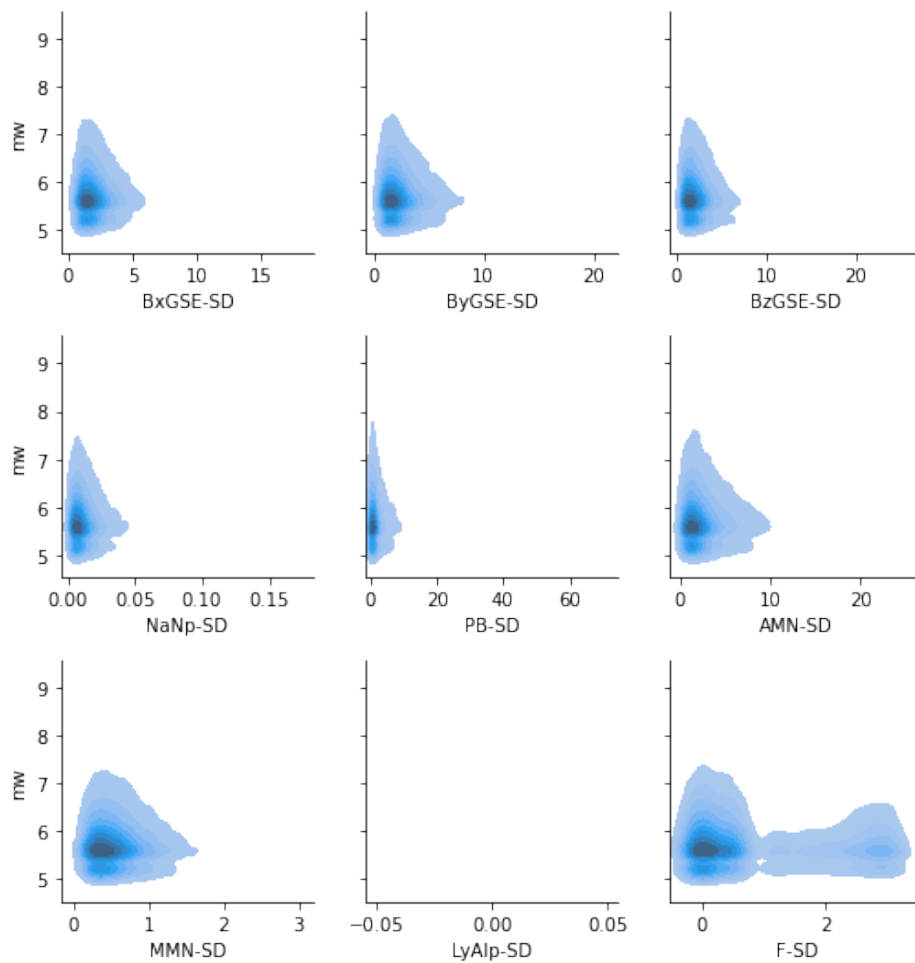 9
8
7
6
5
mw
0 5 10 15
BxGSE-SD
0 10 20
ByGSE-SD
0 10 20
BzGSE-SD
9
8
7
6
5
mw
0.00 0.05 0.10 0.15
NaNp-SD
0 20 40 60
PB-SD
0 10 20
AMN-SD
9
8
7
6
5
mw
0 1 2 3
MMN-SD
−0.05 0.00 0.05
LyAlp-SD
0 2
F-SD